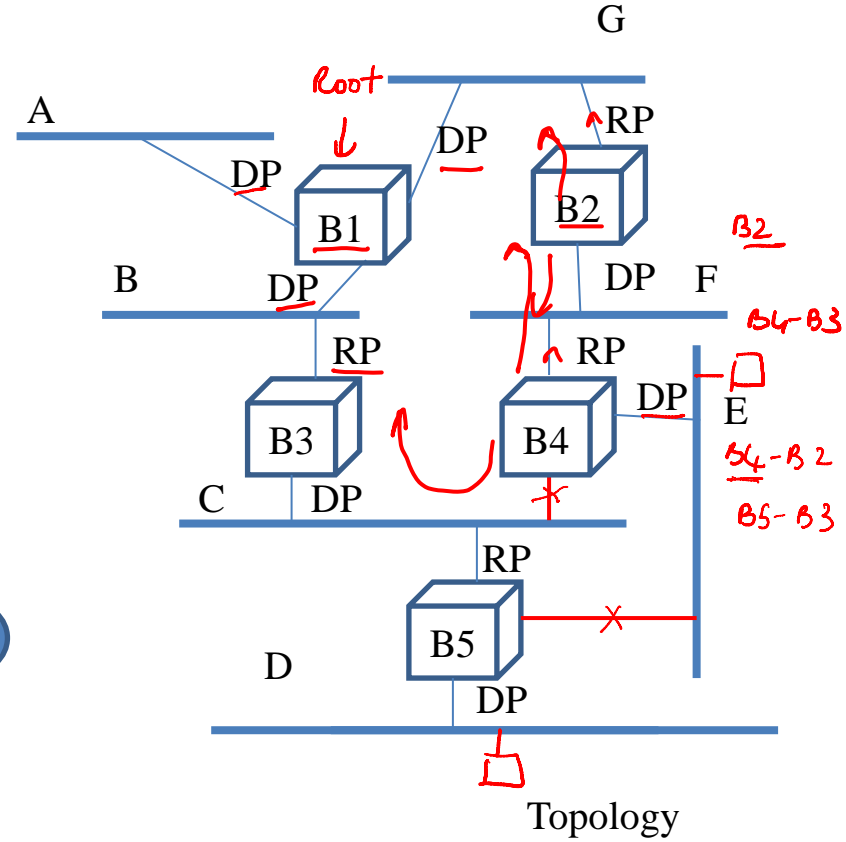 G
Root
A
RP
DP
DP
B1
B2
B2
B
DP
DP
F
B4-B3
RP
RP
DP
E
B3
B4
B4-B2
C
DP
B5-B3
RP
B5
D
DP
Topology